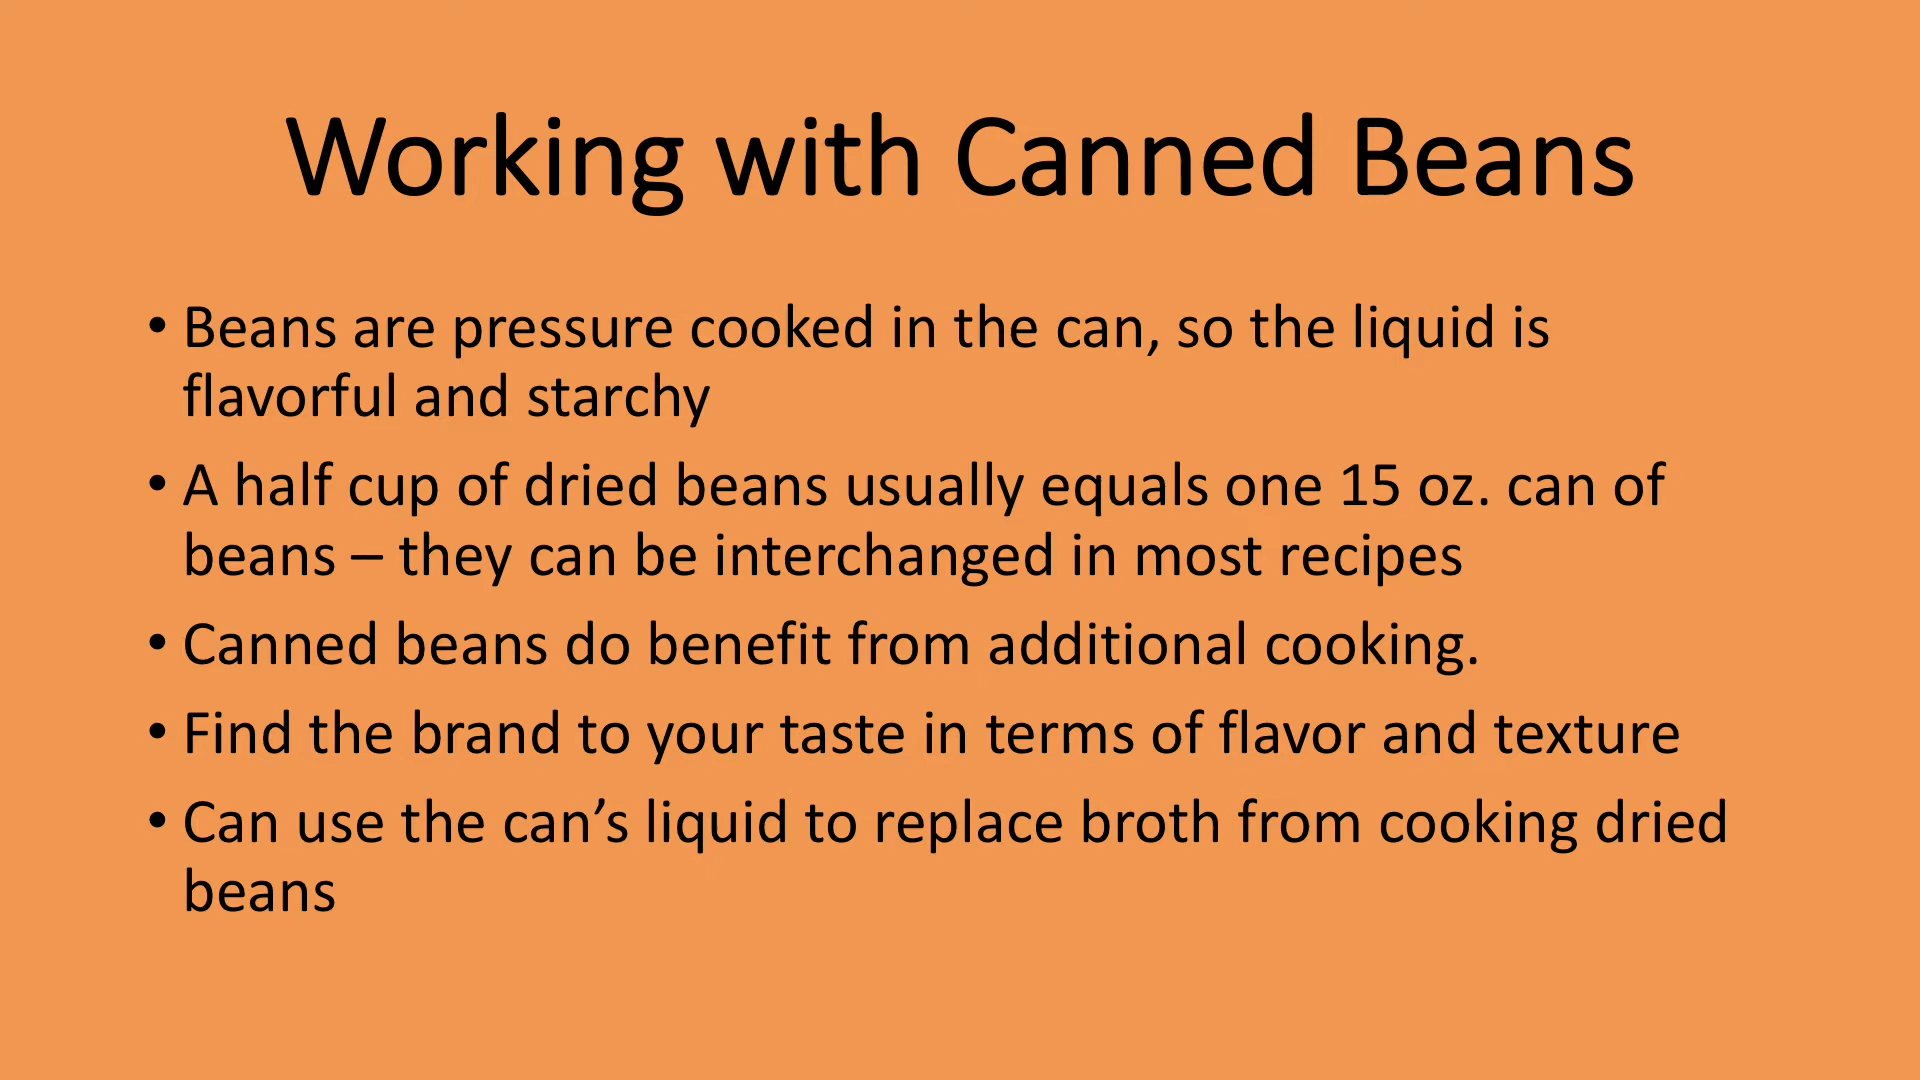 Working with Canned Beans
• Beans are pressure cooked in the can, so the liquid is
flavorful and starchy
• A half cup of dried beans usually equals one 15 oz. can of
beans – they can be interchanged in most recipes
• Canned beans do benefit from additional cooking.
• Find the brand to your taste in terms of flavor and texture
• Can use the can’s liquid to replace broth from cooking dried
beans